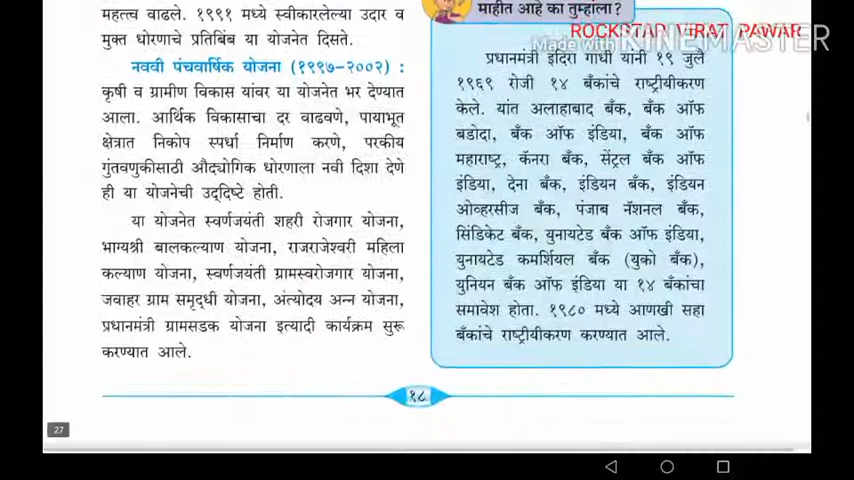 महत्त्व वाढले. १९९१ मध्ये स्वीकारलेल्या उदार व
मुक्त धोरणाचे प्रतिबिंब या योजनेत दिसते.
नववी पंचवार्षिक योजना (१९९७-२००२) :
कृषी व ग्रामीण विकास यांवर या योजनेत भर देण्यात
आला. आर्थिक विकासाचा दर वाढवणे, पायाभूत
क्षेत्रात निकोप स्पर्धा निर्माण करणे, परकीय
गुंतवणुकीसाठी औद्योगिक धोरणाला नवी दिशा देणे
ही या योजनेची उद्दिष्टे होती.
या योजनेत स्वर्णजयंती शहरी रोजगार योजना,
भाग्यश्री बालकल्याण योजना, राजराजेश्वरी महिला
कल्याण योजना, स्वर्णजयंती ग्रामस्वरोजगार योजना,
जवाहर ग्राम समृद्धी योजना, अंत्योदय अन्न योजना,
प्रधानमंत्री ग्रामसडक योजना इत्यादी कार्यक्रम सुरू
करण्यात आले.
माहीत आहे का तुम्हांला?
ROCKSTAR VIRAT PAWAR
Made with KINEMASTER
प्रधानमंत्री इंदिरा गांधी यांनी १९ जुलै
१९६९ रोजी १४ बँकांचे राष्ट्रीयीकरण
केले. यांत अलाहाबाद बँक, बँक ऑफ
बडोदा, बँक ऑफ इंडिया, बँक ऑफ
महाराष्ट्र, कॅनरा बँक, सेंट्रल बँक ऑफ
इंडिया, देना बँक, इंडियन बँक, इंडियन
ओव्हरसीज बँक, पंजाब नॅशनल बँक,
सिंडिकेट बँक, युनायटेड बँक ऑफ इंडिया,
युनायटेड कमर्शियल बँक (युको बँक),
युनियन बँक ऑफ इंडिया या १४ बँकांचा
समावेश होता. १९८० मध्ये आणखी सहा
बँकांचे राष्ट्रीयीकरण करण्यात आले.
१८
27